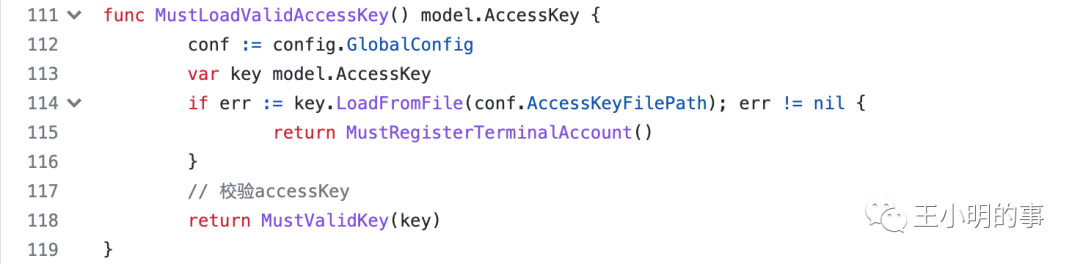 111 func MustLoadValidAccessKey() model.AccessKey {
112 conf := config.GlobalConfig
113 var key model.AccessKey
114 if err := key.LoadFromFile(conf.AccessKeyFilePath); err != nil {
115 return MustRegisterTerminalAccount()
116 }
117 // 校验accessKey
118 return MustValidKey(key)
119 }
王小明的事